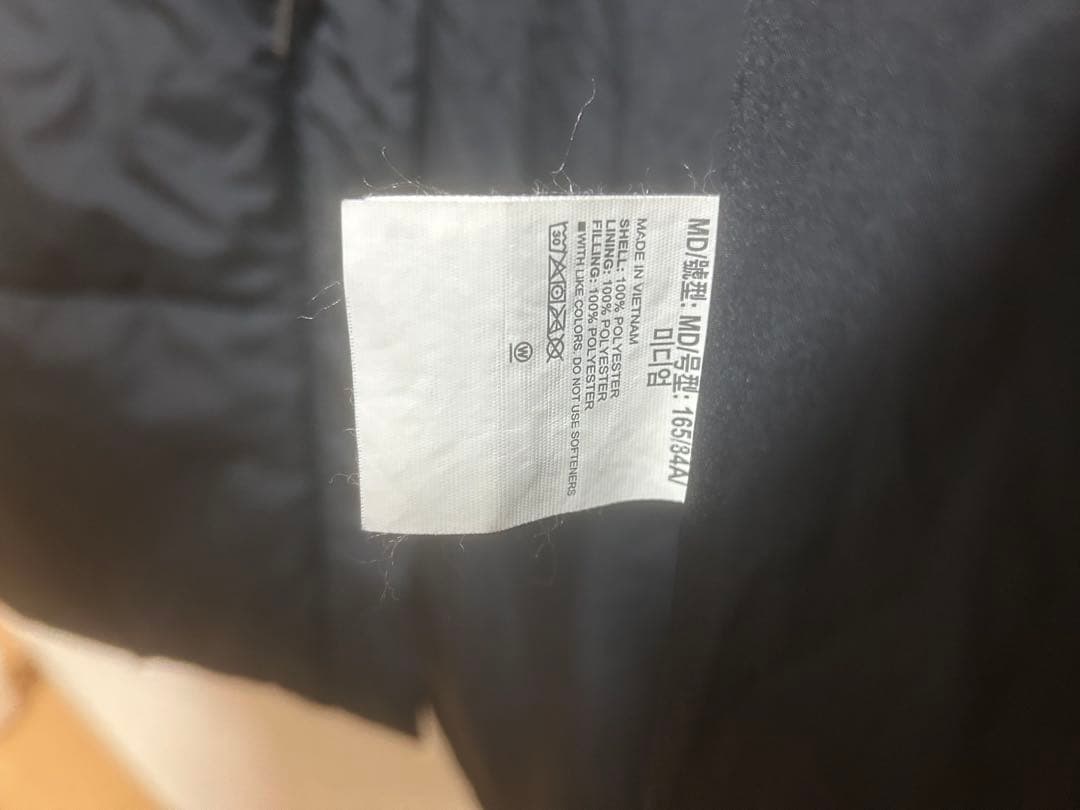 MD/號型: MD/号型: 165/84A/
미디엄
MADE IN VIETNAM
SHELL: 100% POLYESTER
LINING: 100% POLYESTER
FILLING: 100% POLYESTER
■WITH LIKE COLORS. DO NOT USE SOFTENERS
30
W